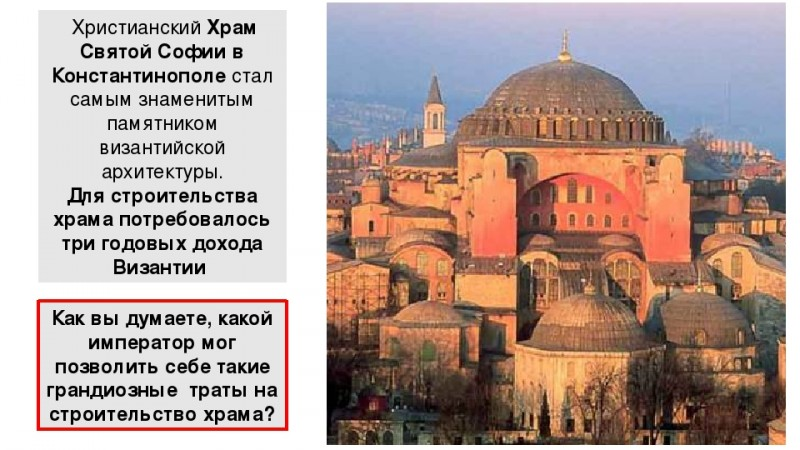 Христианский Храм
Святой Софии в
Константинополе стал
самым знаменитым
памятником
византийской
архитектуры.
Для строительства
храма потребовалось
три годовых дохода
Византии
Как вы думаете, какой
император мог
позволить себе такие
грандиозные траты на
строительство храма?